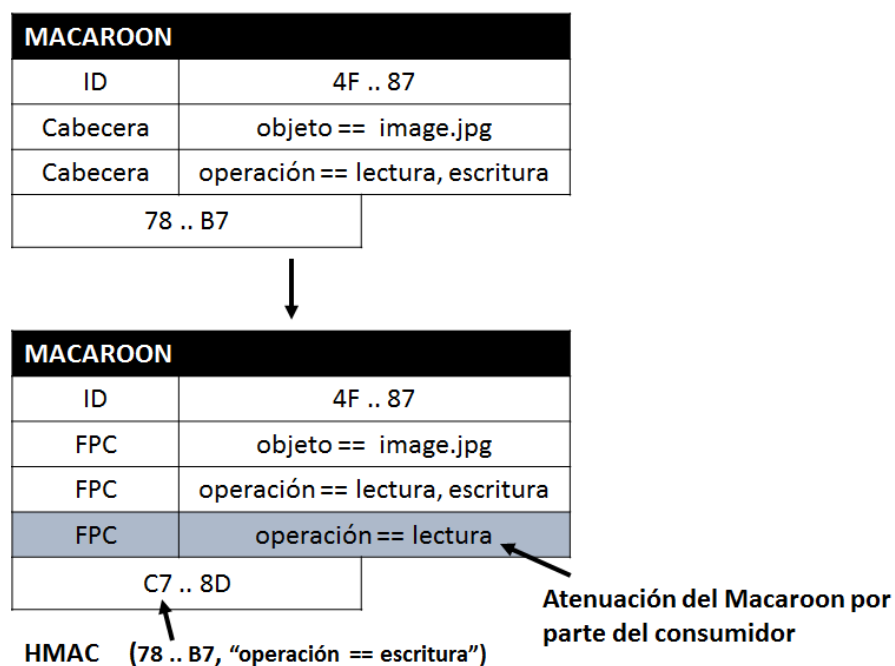 MACAROON
ID 4F .. 87
Cabecera objeto == image.jpg
Cabecera operación == lectura, escritura
78 .. B7
MACAROON
ID 4F .. 87
FPC objeto == image.jpg
FPC operación == lectura, escritura
FPC operación == lectura
C7 .. 8D
Atenuación del Macaroon por
parte del consumidor
HMAC (78 .. B7, “operación == escritura”)